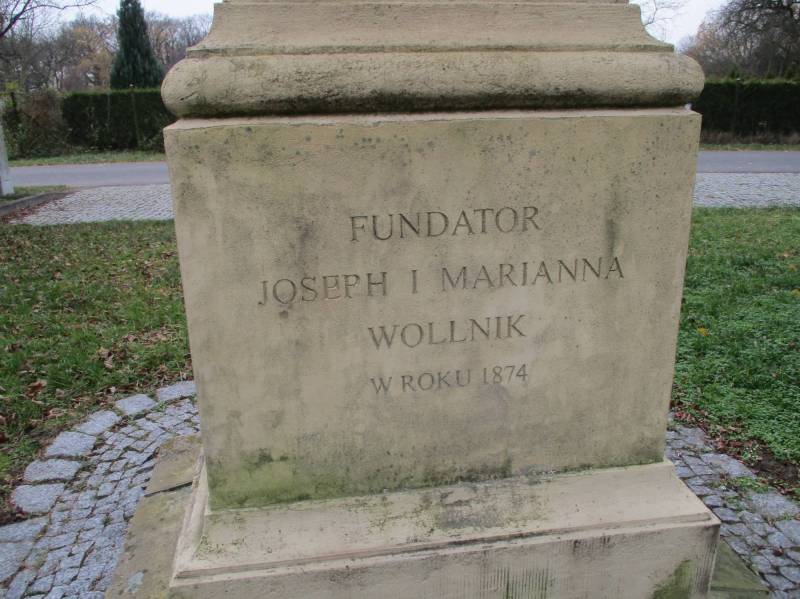 FUNDATOR
JOSEPH I MARIANNA
WOLLNIK
W ROKU 1874